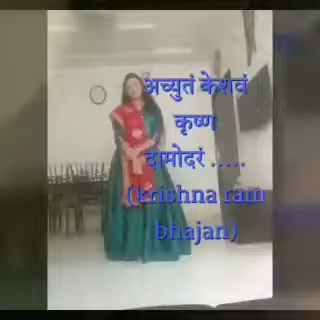 अच्युतं केशवं
कृष्ण
दामोदरं .....
(krishna ram
bhajan)